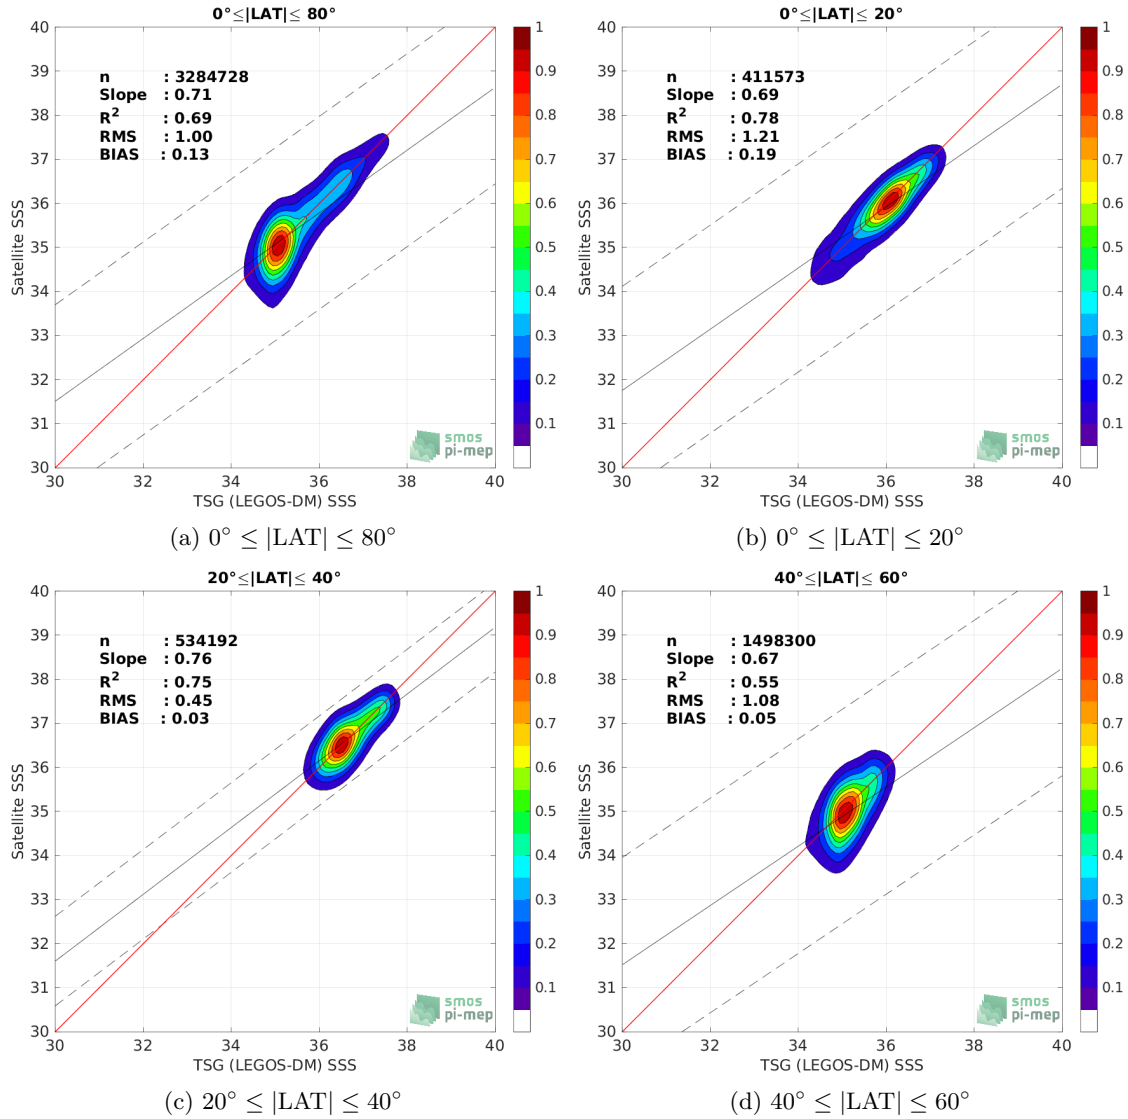 0°≤|LAT|≤ 80°
n : 3284728
Slope : 0.71
R² : 0.69
RMS : 1.00
BIAS : 0.13
Satellite SSS
40
39
38
37
36
35
34
33
32
31
30
30 32 34 36 38 40
TSG (LEGOS-DM) SSS
1
0.9
0.8
0.7
0.6
0.5
0.4
0.3
0.2
0.1
smos
pi-mep
(a) 0° ≤ |LAT| ≤ 80°
0°≤|LAT|≤ 20°
n : 411573
Slope : 0.69
R² : 0.78
RMS : 1.21
BIAS : 0.19
Satellite SSS
40
39
38
37
36
35
34
33
32
31
30
30 32 34 36 38 40
TSG (LEGOS-DM) SSS
1
0.9
0.8
0.7
0.6
0.5
0.4
0.3
0.2
0.1
smos
pi-mep
(b) 0° ≤ |LAT| ≤ 20°
20°≤|LAT|≤ 40°
n : 534192
Slope : 0.76
R² : 0.75
RMS : 0.45
BIAS : 0.03
Satellite SSS
40
39
38
37
36
35
34
33
32
31
30
30 32 34 36 38 40
TSG (LEGOS-DM) SSS
1
0.9
0.8
0.7
0.6
0.5
0.4
0.3
0.2
0.1
smos
pi-mep
(c) 20° ≤ |LAT| ≤ 40°
40°≤|LAT|≤ 60°
n : 1498300
Slope : 0.67
R² : 0.55
RMS : 1.08
BIAS : 0.05
Satellite SSS
40
39
38
37
36
35
34
33
32
31
30
30 32 34 36 38 40
TSG (LEGOS-DM) SSS
1
0.9
0.8
0.7
0.6
0.5
0.4
0.3
0.2
0.1
smos
pi-mep
(d) 40° ≤ |LAT| ≤ 60°